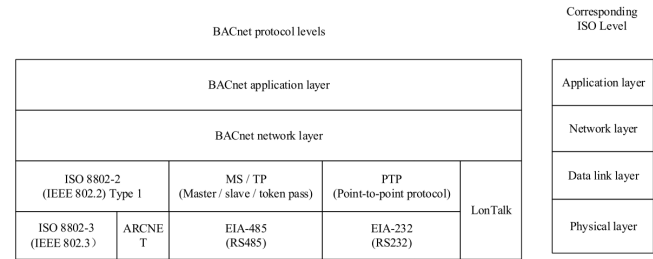 BACnet protocol levels
Corresponding
ISO Level
BACnet application layer
Application layer
BACnet network layer
Network layer
ISO 8802-2
(IEEE 802.2) Type 1
MS / TP
(Master / slave / token pass)
PTP
(Point-to-point protocol)
LonTalk
Data link layer
ISO 8802-3
(IEEE 802.3）
ARCNE
T
EIA-485
(RS485)
EIA-232
(RS232)
Physical layer